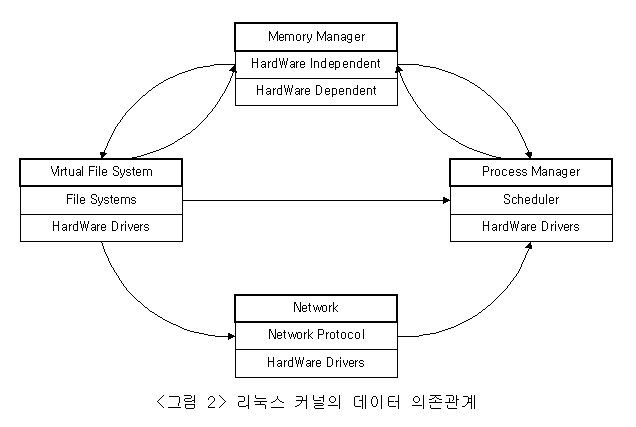 Memory Manager
HardWare Independent
HardWare Dependent
Virtual File System
File Systems
HardWare Drivers
Process Manager
Scheduler
HardWare Drivers
Network
Network Protocol
HardWare Drivers
<그림 2> 리눅스 커널의 데이터 의존관계